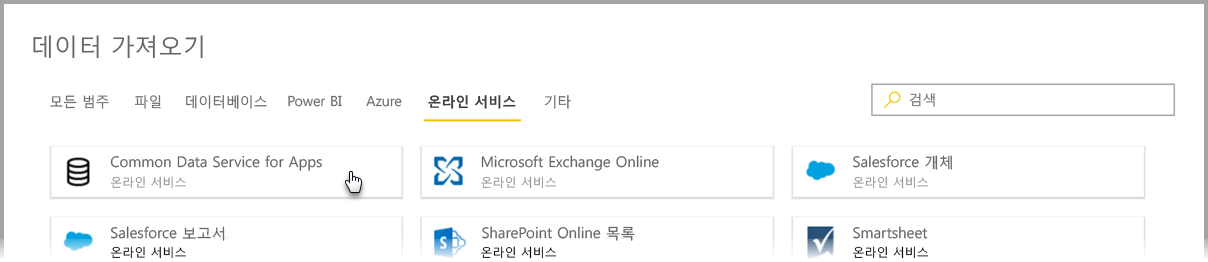 데이터 가져오기
모든 범주 파일 데이터베이스 Power BI Azure 온라인 서비스 기타 검색
Common Data Service for Apps Microsoft Exchange Online Salesforce 개체
온라인 서비스 온라인 서비스 온라인 서비스
Salesforce 보고서 SharePoint Online 목록 Smartsheet
온라인 서비스 온라인 서비스 온라인 서비스